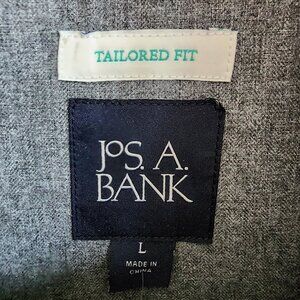 TAILORED FIT
JOS. A.
BANK
L
MADE IN
CHINA